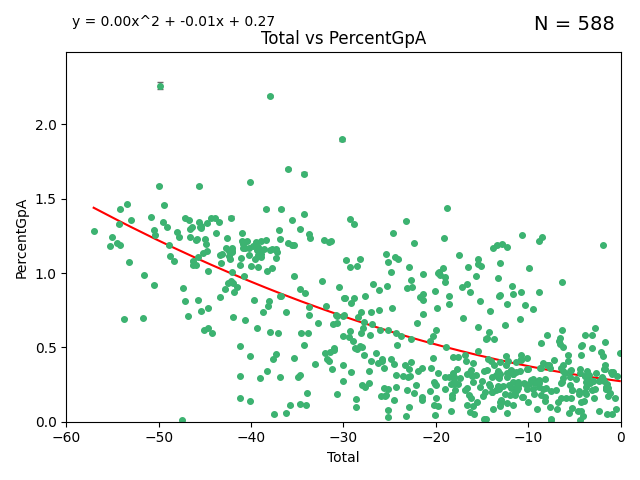 y = 0.00x^2 + -0.01x + 0.27
N = 588
Total vs PercentGpA
PercentGpA
2.0
1.5
1.0
0.5
0.0
−60 −50 −40 −30 −20 −10 0
Total